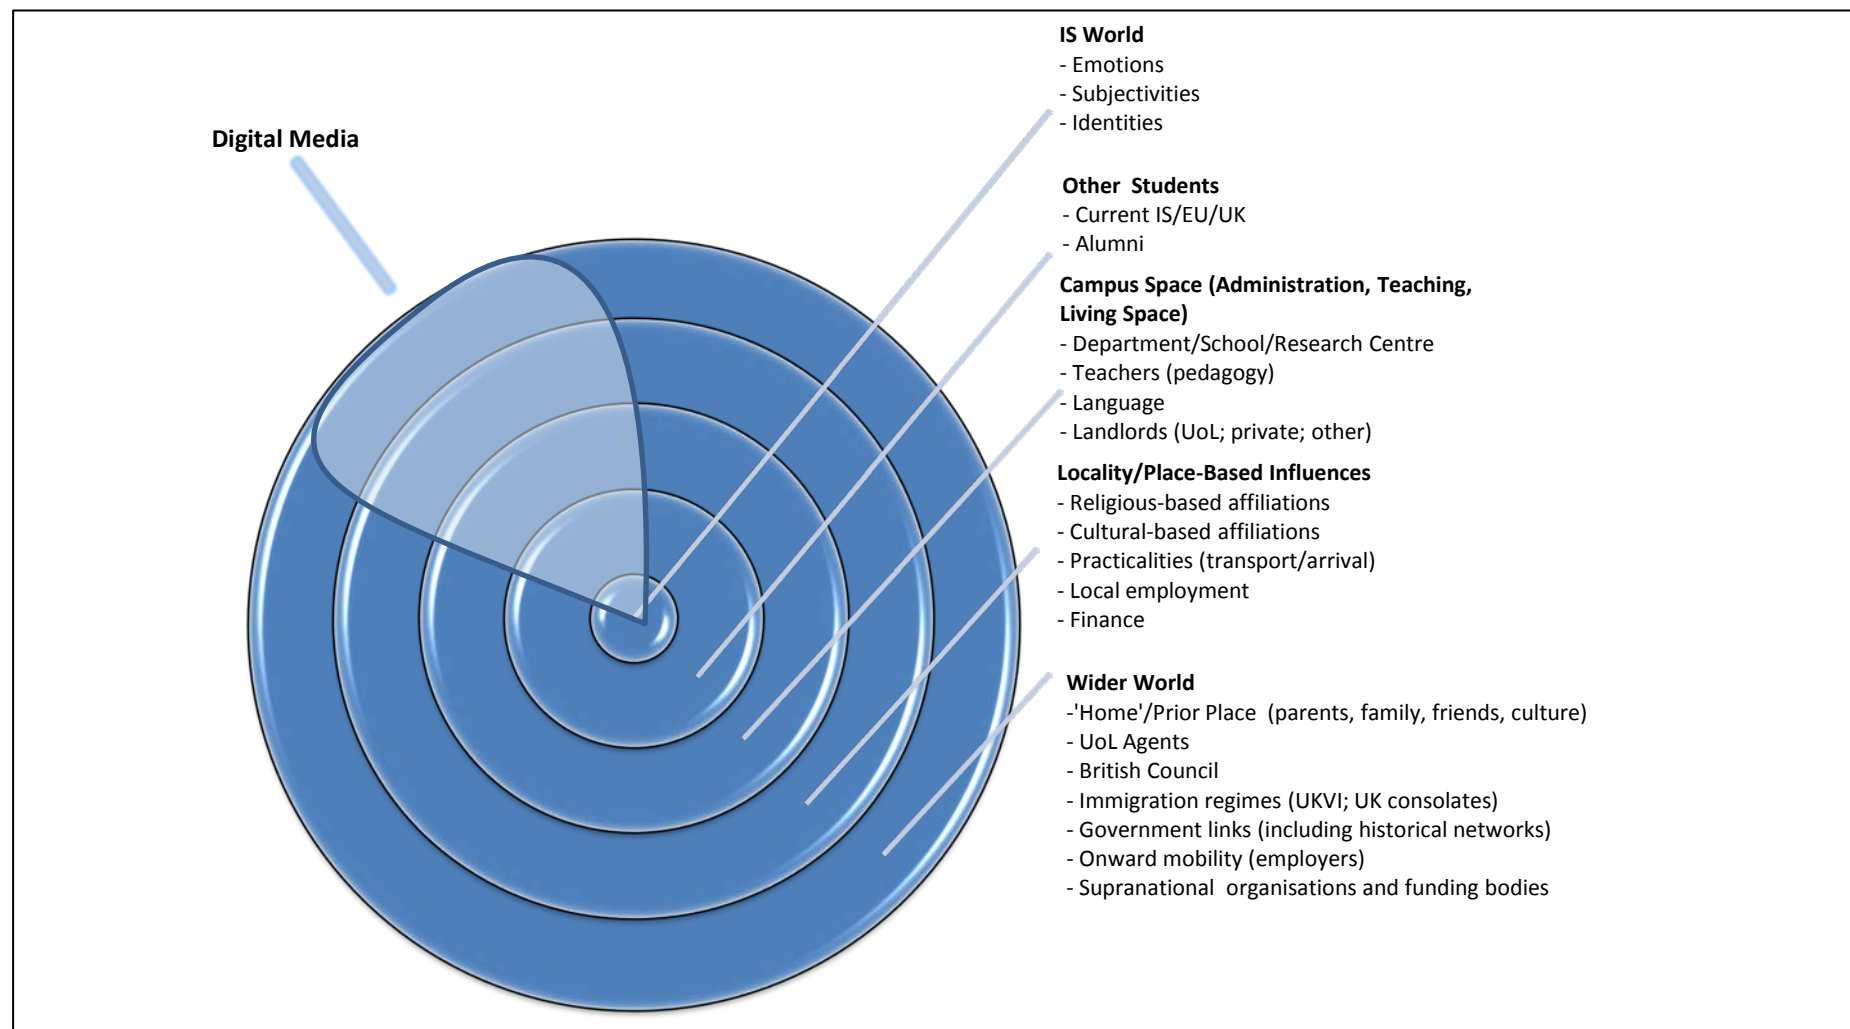 Digital Media
IS World
- Emotions
- Subjectivities
- Identities
Other  Students
- Current IS/EU/UK
- Alumni
Campus Space (Administration, Teaching,
Living Space)
- Department/School/Research Centre
- Teachers (pedagogy)
- Language
- Landlords (UoL; private; other)
Locality/Place-Based Influences
- Religious-based affiliations
- Cultural-based affiliations
- Practicalities (transport/arrival)
- Local employment
- Finance
Wider World
-'Home'/Prior Place  (parents, family, friends, culture)
- UoL Agents
- British Council
- Immigration regimes (UKVI; UK consolates)
- Government links (including historical networks)
- Onward mobility (employers)
- Supranational  organisations and funding bodies